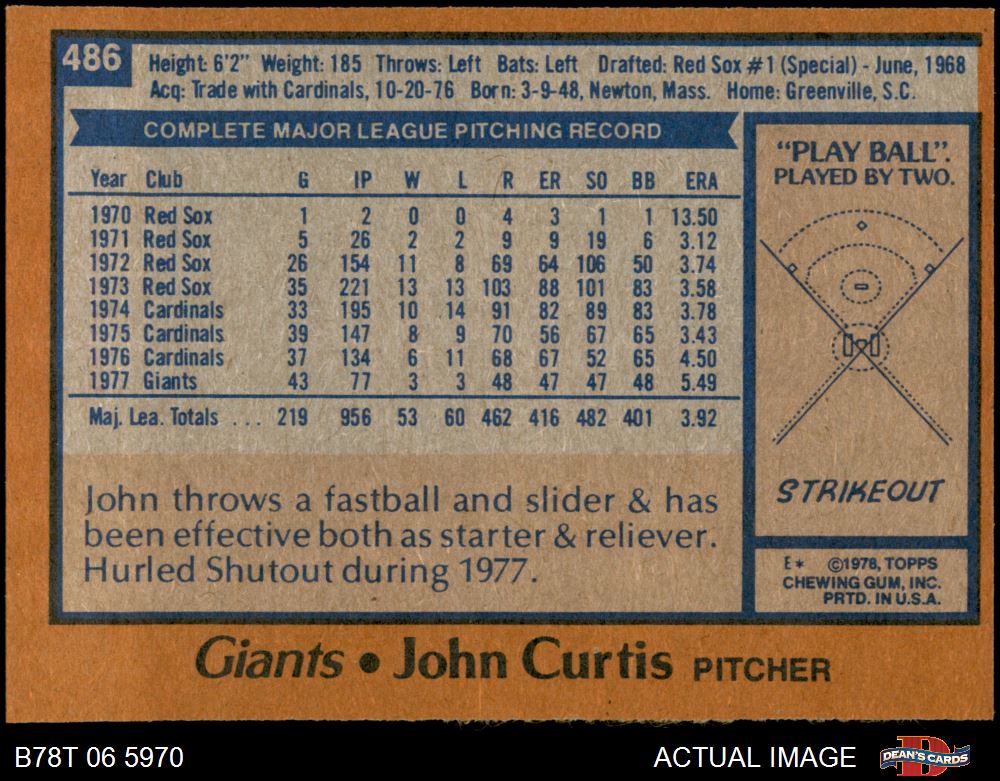 486
Height: 6'2" Weight: 185 Throws: Left Bats: Left Drafted: Red Sox #1 (Special) - June, 1968
Acq: Trade with Cardinals, 10-20-76 Born: 3-9-48, Newton, Mass. Home: Greenville, S.C.
COMPLETE MAJOR LEAGUE PITCHING RECORD
Year Club G IP W L R ER SO BB ERA
1970 Red Sox 1 2 0 0 4 3 1 1 13.50
1971 Red Sox 5 26 2 2 9 9 19 6 3.12
1972 Red Sox 26 154 11 8 69 64 106 50 3.74
1973 Red Sox 35 221 13 13 103 88 101 83 3.58
1974 Cardinals 33 195 10 14 91 82 89 83 3.78
1975 Cardinals 39 147 8 9 70 56 67 65 3.43
1976 Cardinals 37 134 6 11 68 67 52 65 4.50
1977 Giants 43 77 3 3 48 47 47 48 5.49
Maj. Lea. Totals ... 219 956 53 60 462 416 482 401 3.92
John throws a fastball and slider & has
been effective both as starter & reliever.
Hurled Shutout during 1977.
"PLAY BALL".
PLAYED BY TWO.
STRIKEOUT
E* ©1978, TOPPS
CHEWING GUM, INC.
PRTD. IN U.S.A.
Giants • John Curtis PITCHER
B78T 06 5970
ACTUAL IMAGE
DEAN'S CARDS